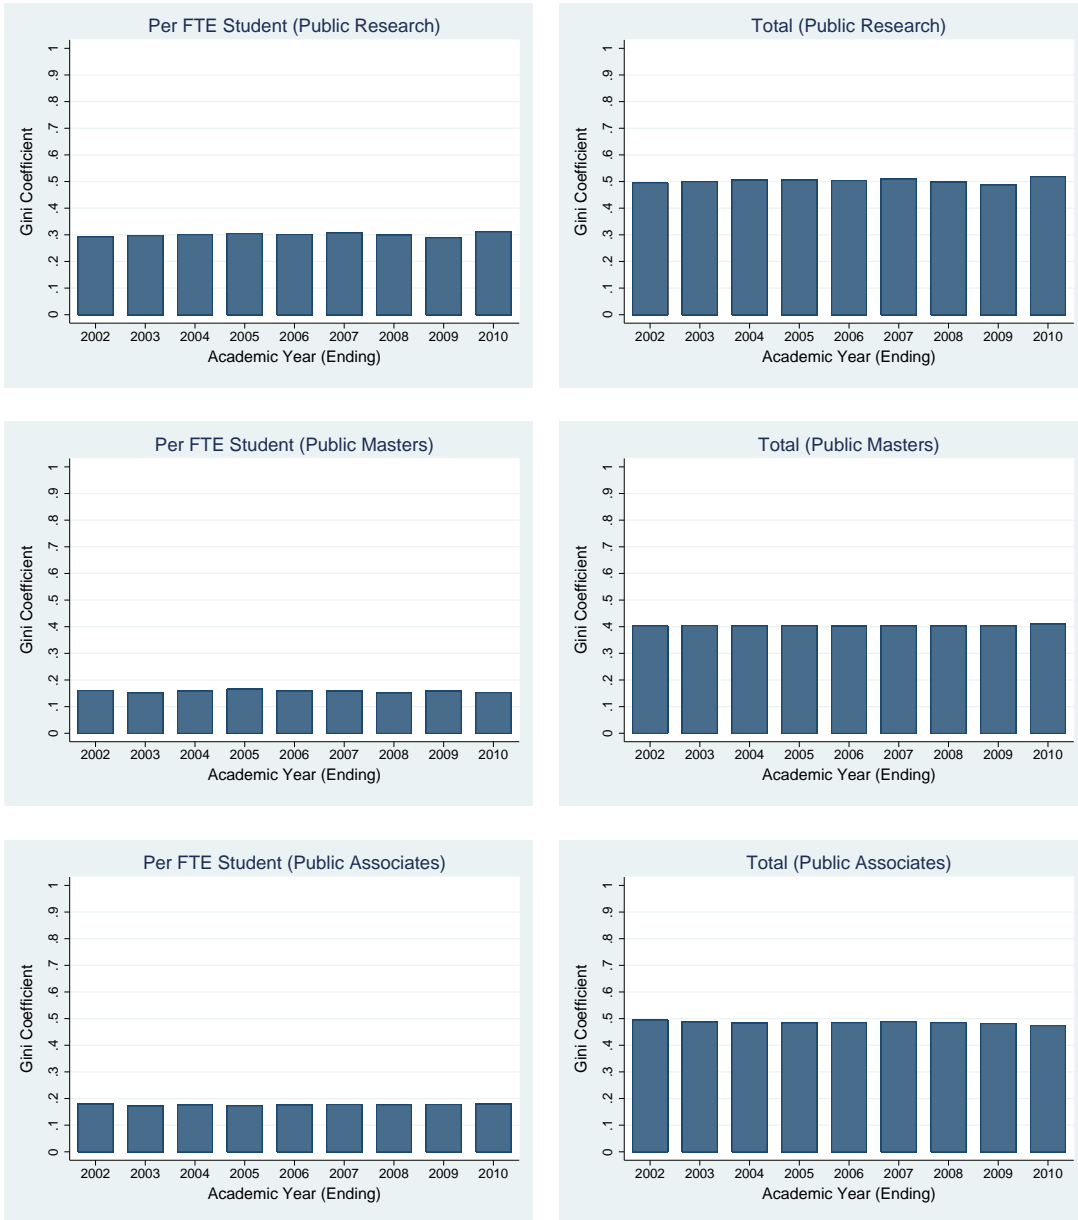 Per FTE Student (Public Research)
Gini Coefficient
0 .1 .2 .3 .4 .5 .6 .7 .8 .9 1
2002 2003 2004 2005 2006 2007 2008 2009 2010
Academic Year (Ending)
Total (Public Research)
Gini Coefficient
0 .1 .2 .3 .4 .5 .6 .7 .8 .9 1
2002 2003 2004 2005 2006 2007 2008 2009 2010
Academic Year (Ending)
Per FTE Student (Public Masters)
Gini Coefficient
0 .1 .2 .3 .4 .5 .6 .7 .8 .9 1
2002 2003 2004 2005 2006 2007 2008 2009 2010
Academic Year (Ending)
Total (Public Masters)
Gini Coefficient
0 .1 .2 .3 .4 .5 .6 .7 .8 .9 1
2002 2003 2004 2005 2006 2007 2008 2009 2010
Academic Year (Ending)
Per FTE Student (Public Associates)
Gini Coefficient
0 .1 .2 .3 .4 .5 .6 .7 .8 .9 1
2002 2003 2004 2005 2006 2007 2008 2009 2010
Academic Year (Ending)
Total (Public Associates)
Gini Coefficient
0 .1 .2 .3 .4 .5 .6 .7 .8 .9 1
2002 2003 2004 2005 2006 2007 2008 2009 2010
Academic Year (Ending)